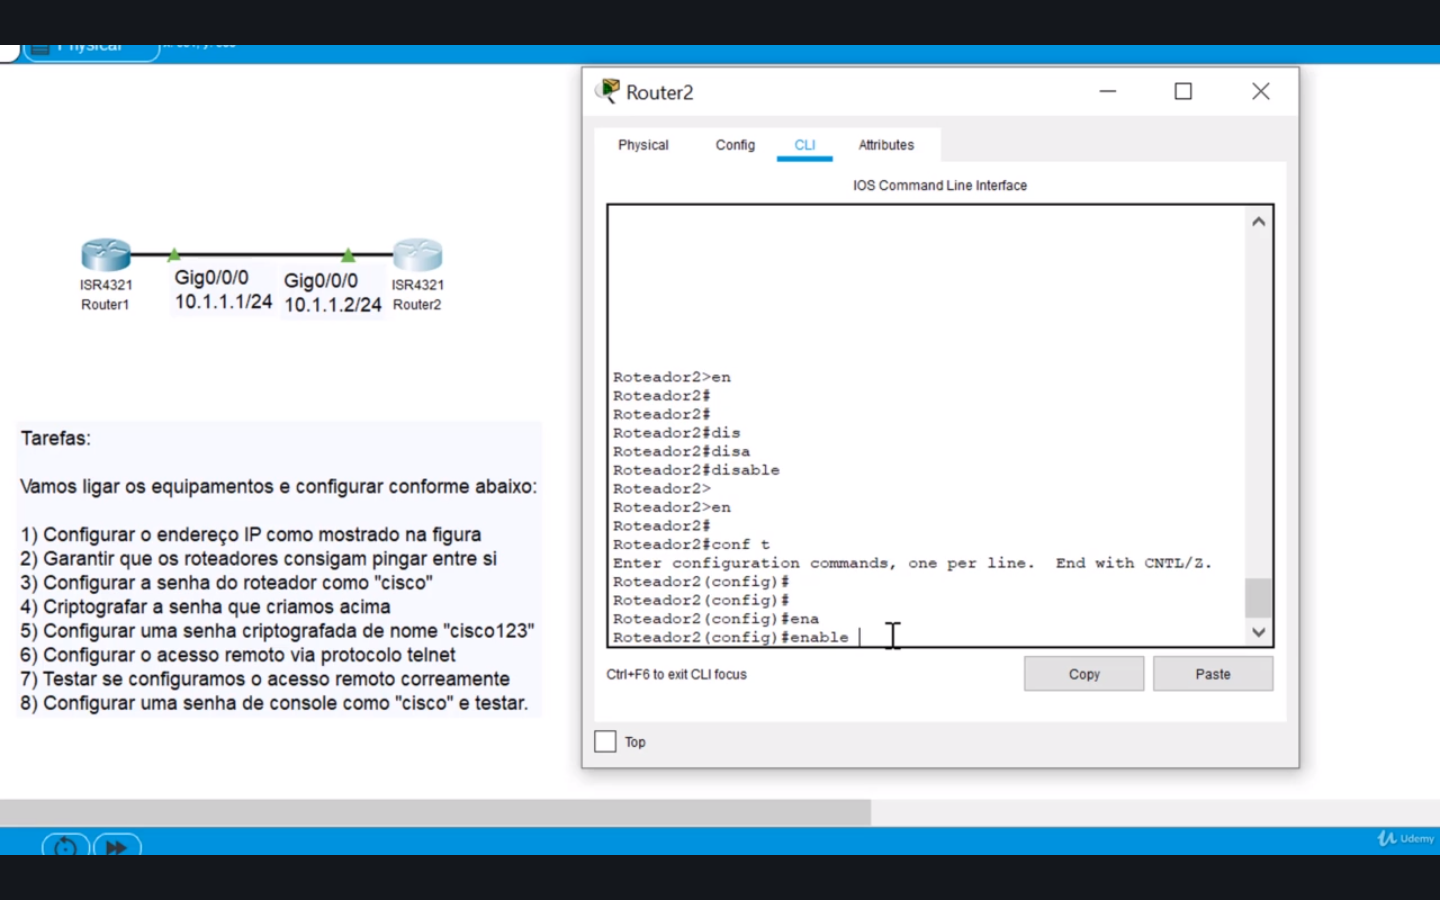 Physical
Router2
Physical
Config
CLI
Attributes
IOS Command Line Interface
Roteador2>en
Roteador2#
Roteador2#
Roteador2#dis
Roteador2#disa
Roteador2#disable
Roteador2>
Roteador2>en
Roteador2#
Roteador2#conf t
Enter configuration commands, one per line.  End with CNTL/Z.
Roteador2(config)#
Roteador2(config)#
Roteador2(config)#ena
Roteador2(config)#enable
Ctrl+F6 to exit CLI focus
Copy
Paste
Top
ISR4321
Router1
Gig0/0/0
10.1.1.1/24
Gig0/0/0
10.1.1.2/24
ISR4321
Router2
Tarefas:
Vamos ligar os equipamentos e configurar conforme abaixo:
1) Configurar o endereço IP como mostrado na figura
2) Garantir que os roteadores consigam pingar entre si
3) Configurar a senha do roteador como "cisco"
4) Criptografar a senha que criamos acima
5) Configurar uma senha criptografada de nome "cisco123"
6) Configurar o acesso remoto via protocolo telnet
7) Testar se configuramos o acesso remoto correamente
8) Configurar uma senha de console como "cisco" e testar.
Udemy